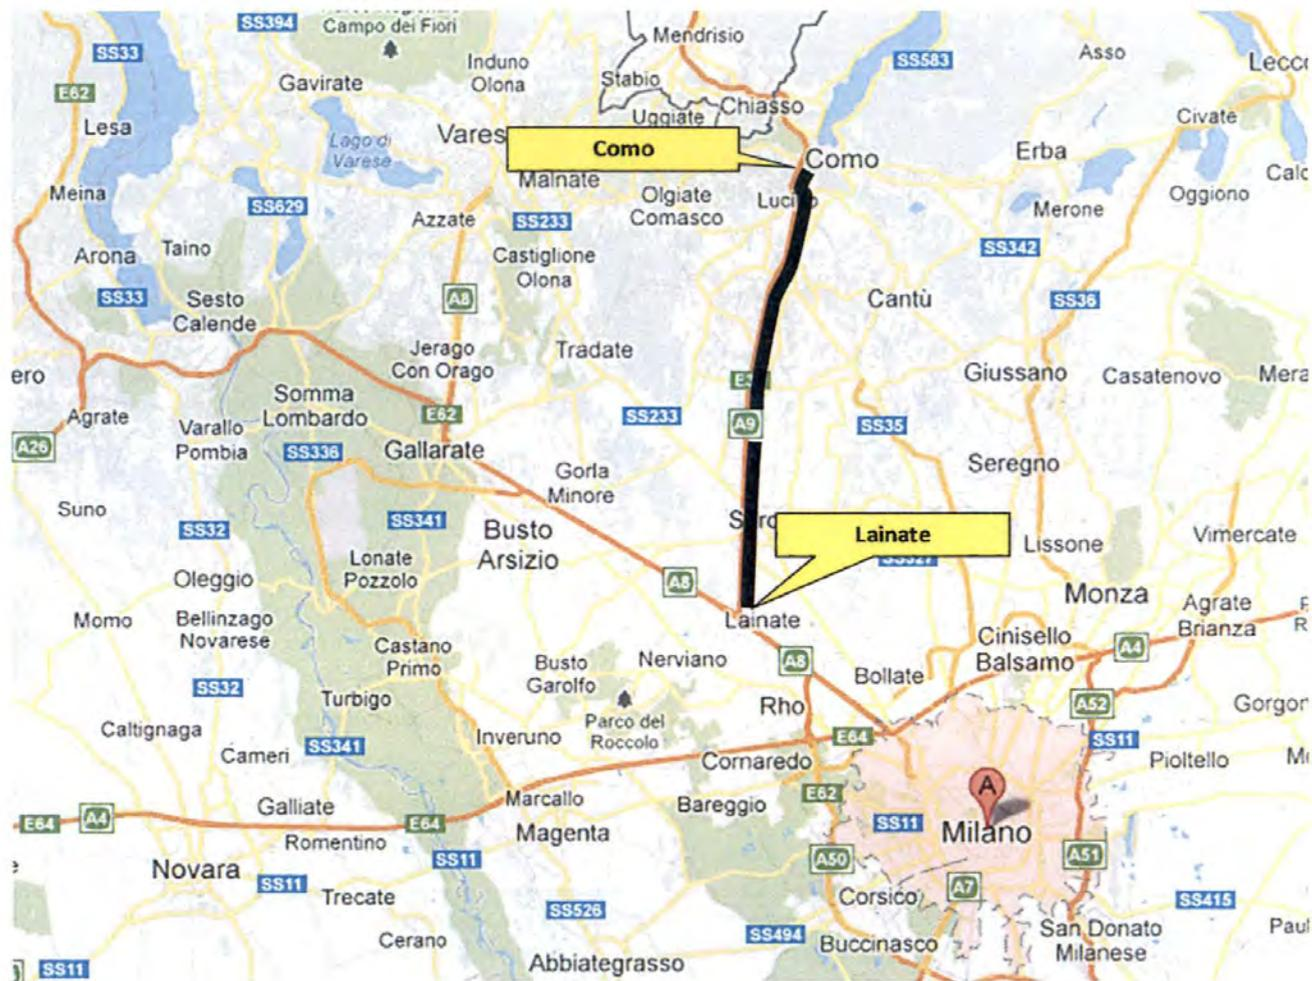 SS394
Campo dei Fiori
Mendrisio
SS33
Induno
Olona
SS583
Asso
E62
Gavirate
Stabio
Chiasso
Lesa
Lago di
Varese
Uggiate
Civate
Como
Como
Erba
Meina
Malnate
Olgiate
Comasco
Oggiono
SS629
Azzate
SS233
Merone
Arona
Taino
Castiglione
Olona
SS342
SS33
Sesto
Calende
A8
Cantù
SS36
Jerago
Con Orago
Tradate
Giussano
Casatenovo
Somma
Lombardo
Agrate
Varallo
Pombia
E62
SS233
A9
SS35
A26
SS336
Gallarate
Gorla
Minore
Seregno
Suno
SS32
SS341
Busto
Arsizio
Lainate
Lissone
Vimercate
Lonate
Pozzolo
Oleggio
A8
Monza
Momo
Bellinzago
Novarese
Lainate
Agrate
Brianza
Castano
Primo
Cinisello
Balsamo
A4
Busto
Garolfo
Nerviano
A8
Bollate
SS32
Turbigo
Rho
A52
Parco del
Roccolo
Caltignaga
Cameri
SS341
Inveruno
E64
SS11
Cornaredo
Pioltello
A
Galliate
Marcallo
Bareggio
E62
E64
A4
Romentino
E64
Magenta
SS11
Milano
Novara
SS11
A50
A51
SS11
Trecate
A7
Corsico
SS526
SS415
Cerano
SS494
Buccinasco
San Donato
Milanese
SS11
Abbiategrasso